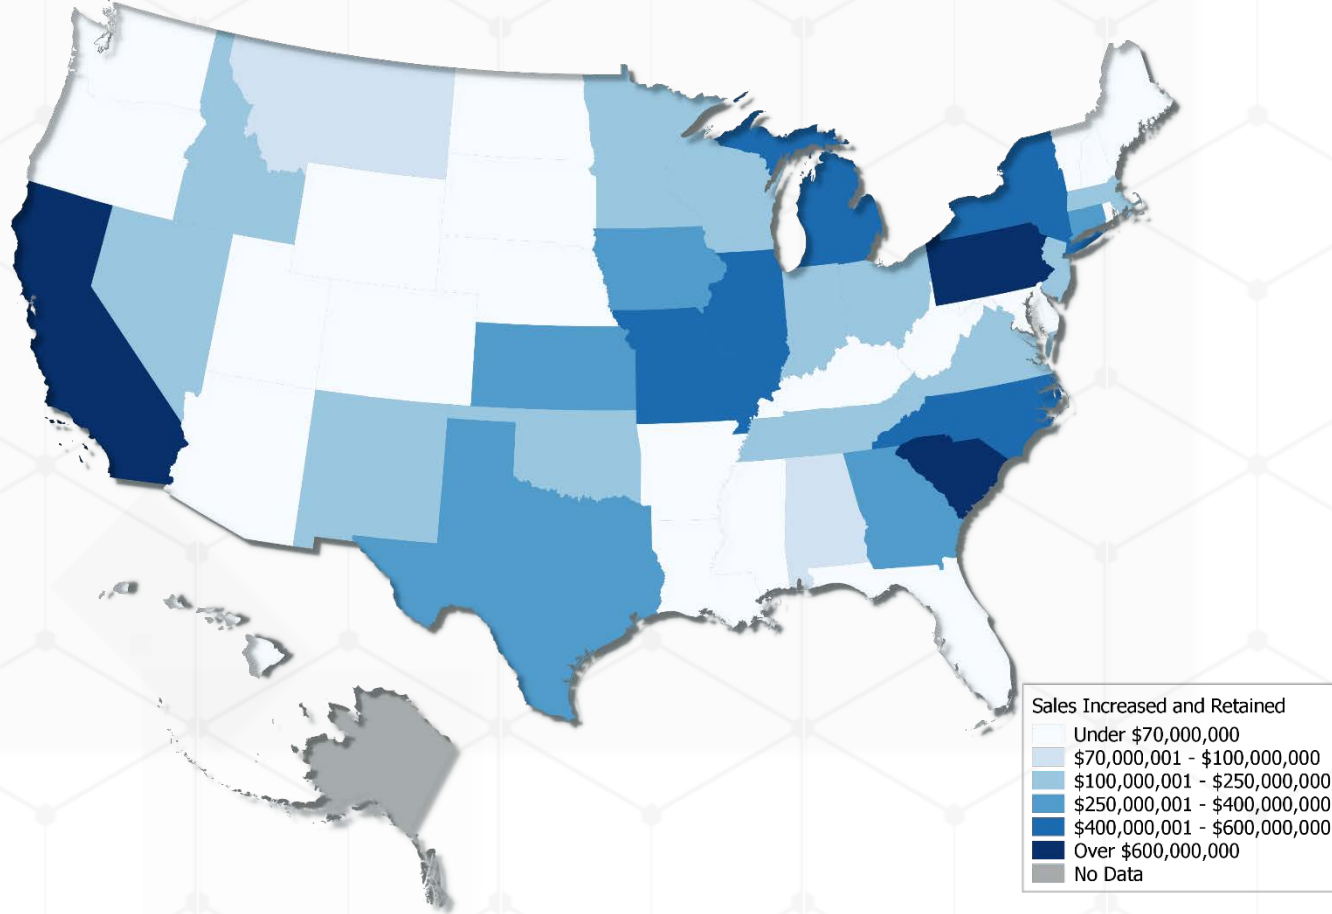 Sales Increased and Retained
Under $70,000,000
$70,000,001 - $100,000,000
$100,000,001 - $250,000,000
$250,000,001 - $400,000,000
$400,000,001 - $600,000,000
Over $600,000,000
No Data